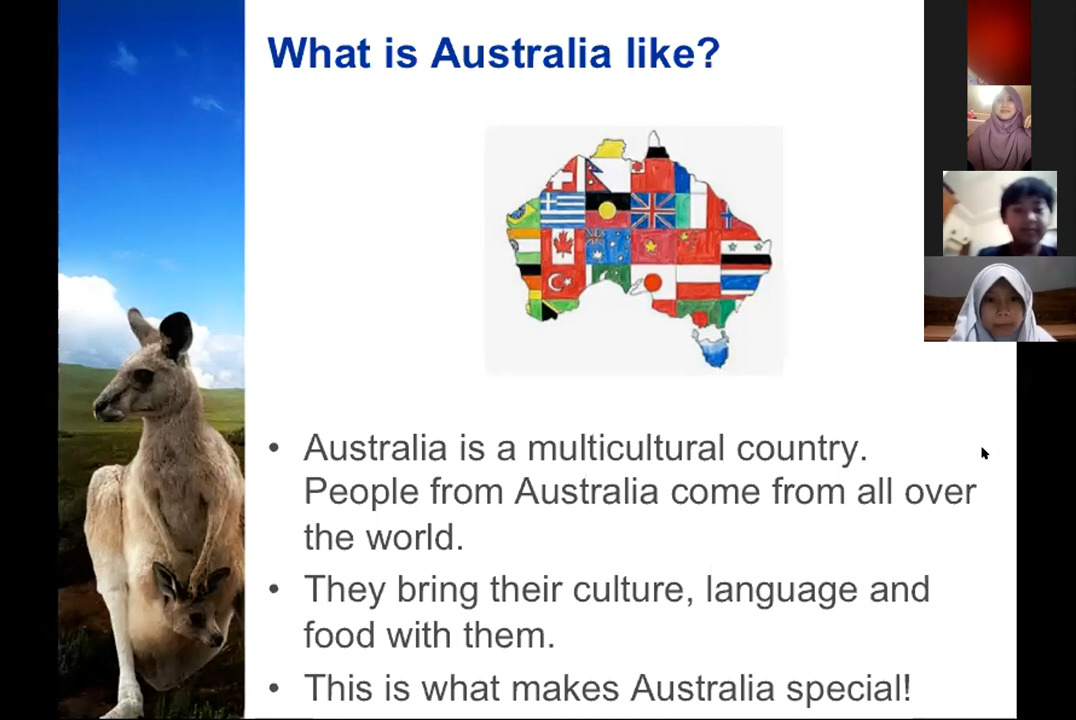 What is Australia like?
• Australia is a multicultural country.
People from Australia come from all over
the world.
• They bring their culture, language and
food with them.
• This is what makes Australia special!